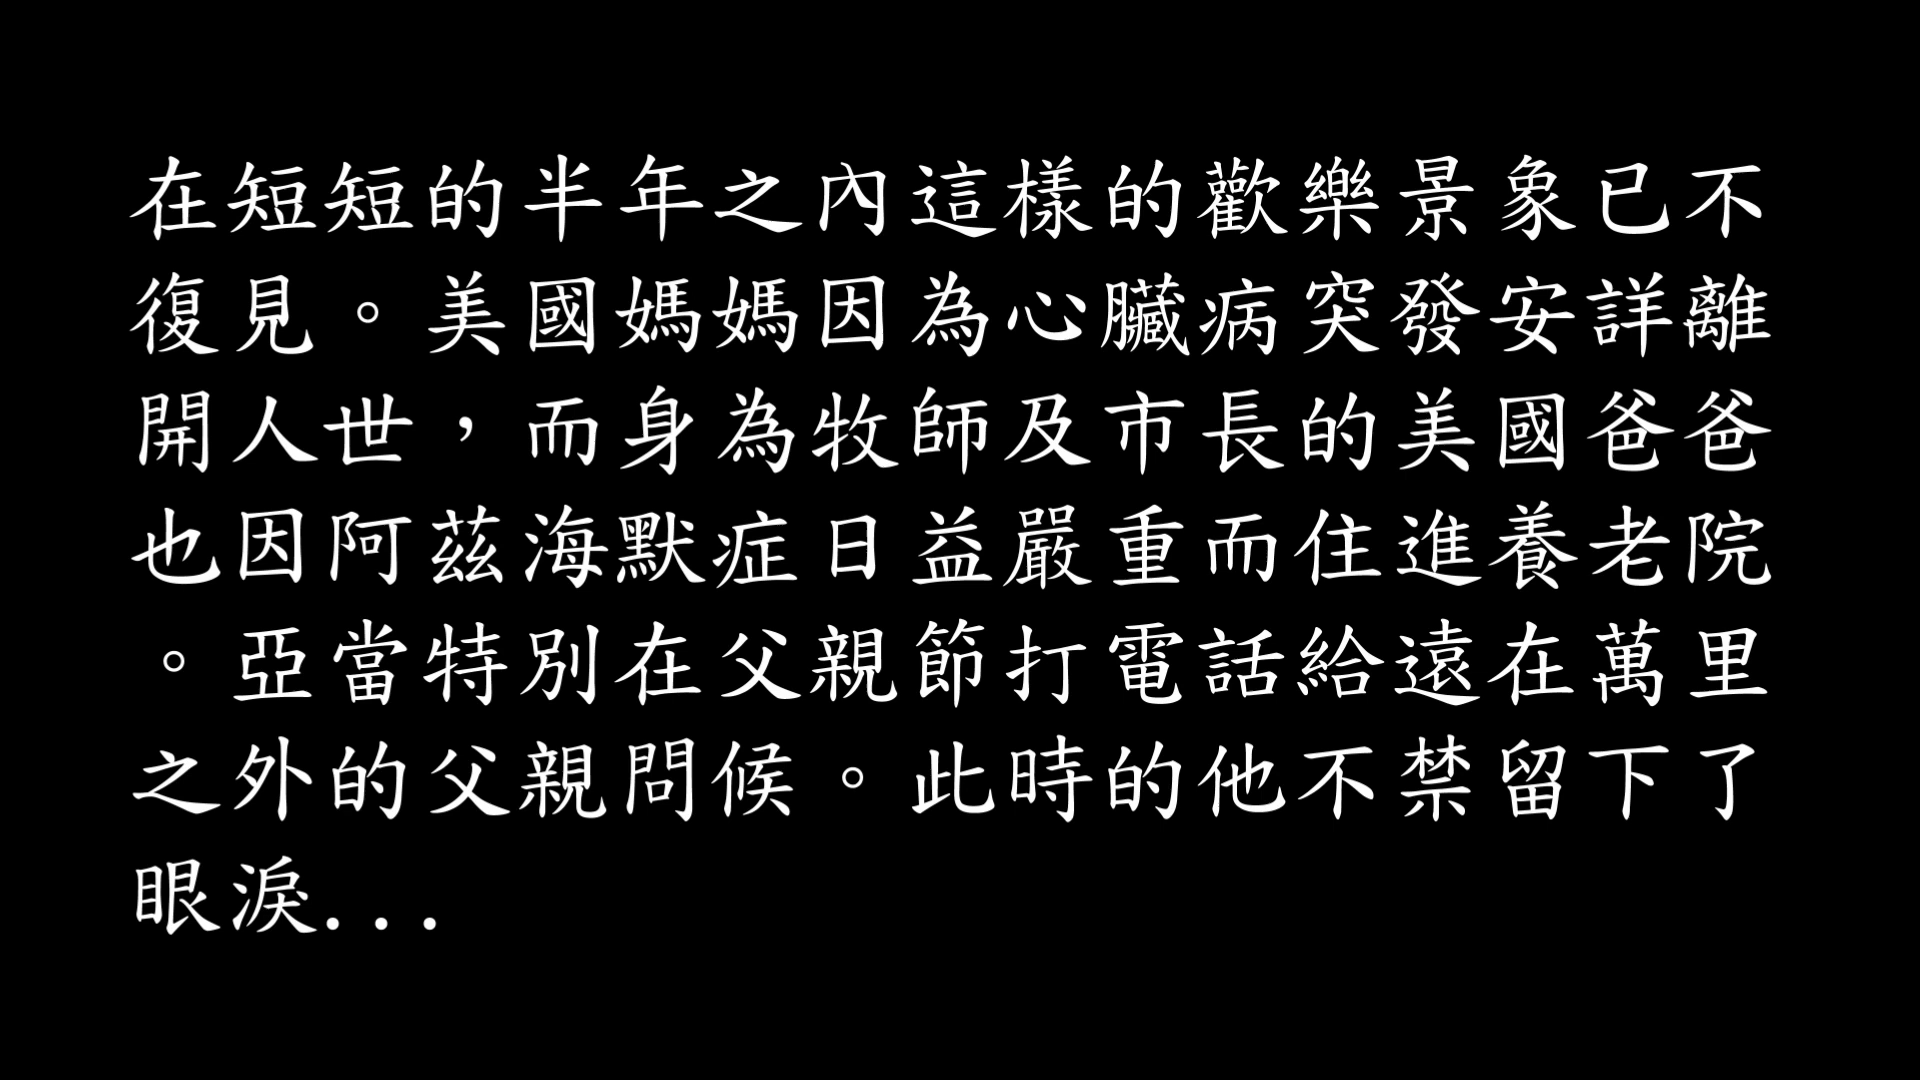 在短短的半年之內這樣的歡樂景象已不
復見。美國媽媽因為心臟病突發安詳離
開人世，而身為牧師及市長的美國爸爸
也因阿茲海默症日益嚴重而住進養老院
。亞當特別在父親節打電話給遠在萬里
之外的父親問候。此時的他不禁留下了
眼淚...